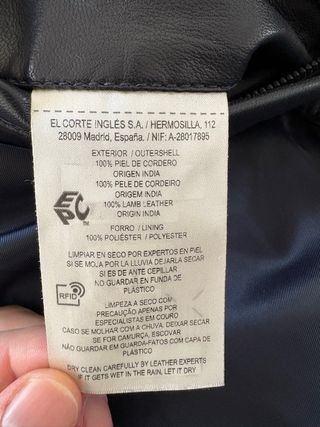 EL CORTE INGLÉS S.A. / HERMOSILLA, 112
28009 Madrid, España. / NIF: A-28017895
EXTERIOR / OUTERSHELL
100% PIEL DE CORDERO
ORIGEN INDIA
100% PELE DE CORDEIRO
ORIGEM INDIA
100% LAMB LEATHER
ORIGIN INDIA
EPC
FORRO / LINING
100% POLIÉSTER / POLYESTER
LIMPIAR EN SECO POR EXPERTOS EN PIEL
SI SE MOJA POR LA LLUVIA DEJARLA SECAR
SI ES DE ANTE CEPILLAR
NO GUARDAR EN FUNDA DE
PLÁSTICO
RFID
LIMPEZA A SECO COM
PRECAUÇÃO APENAS POR
ESPECIALISTAS EM COURO
CASO SE MOLHAR COM A CHUVA. DEIXAR SECAR
SE FOR CAMURÇA, ESCOVAR
NÃO GUARDAR EM GUARDA-FATOS COM CAPA DE
PLÁSTICO
DRY CLEAN CAREFULLY BY LEATHER EXPERTS
IF IT GETS WET IN THE RAIN, LET IT DRY